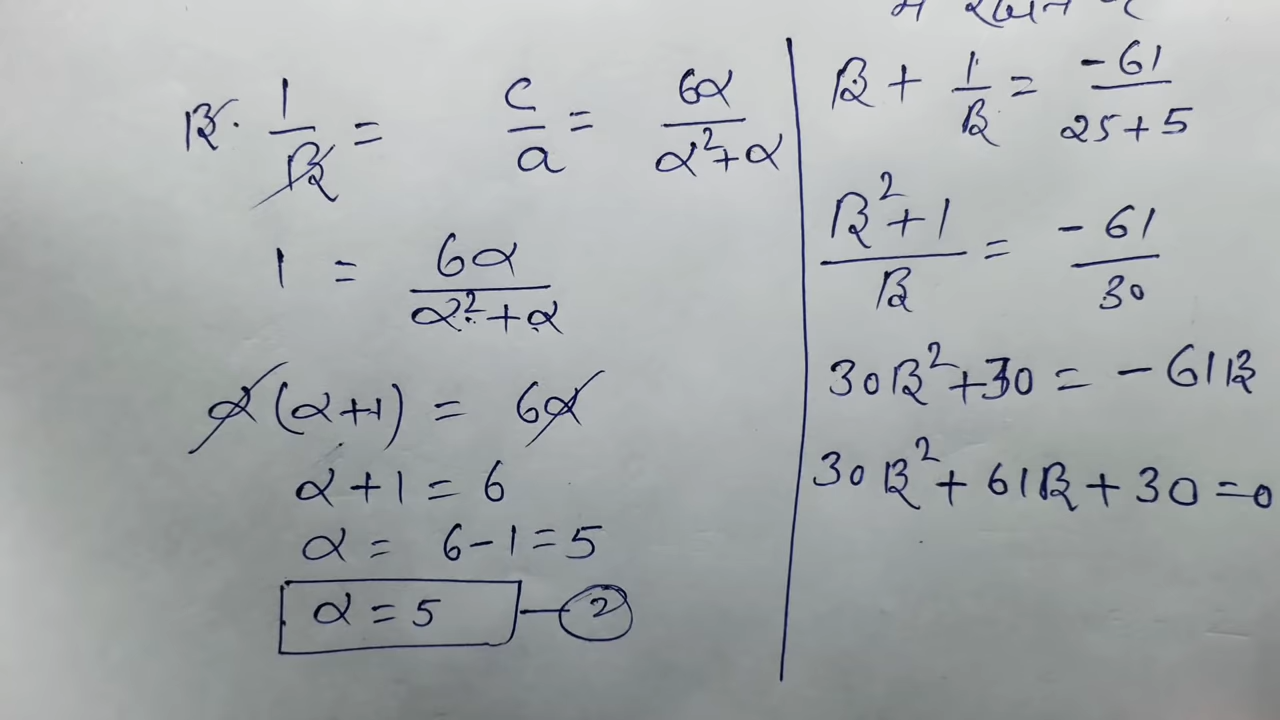 β · 1/β = c/a = 6α/α²+α
1 = 6α/α²+α
α(α+1) = 6α
α+1 = 6
α = 6-1=5
α = 5 — 2
β + 1/β = -61/25+5
β²+1/β = -61/30
30β²+30 = -61β
30β²+61β+30=0